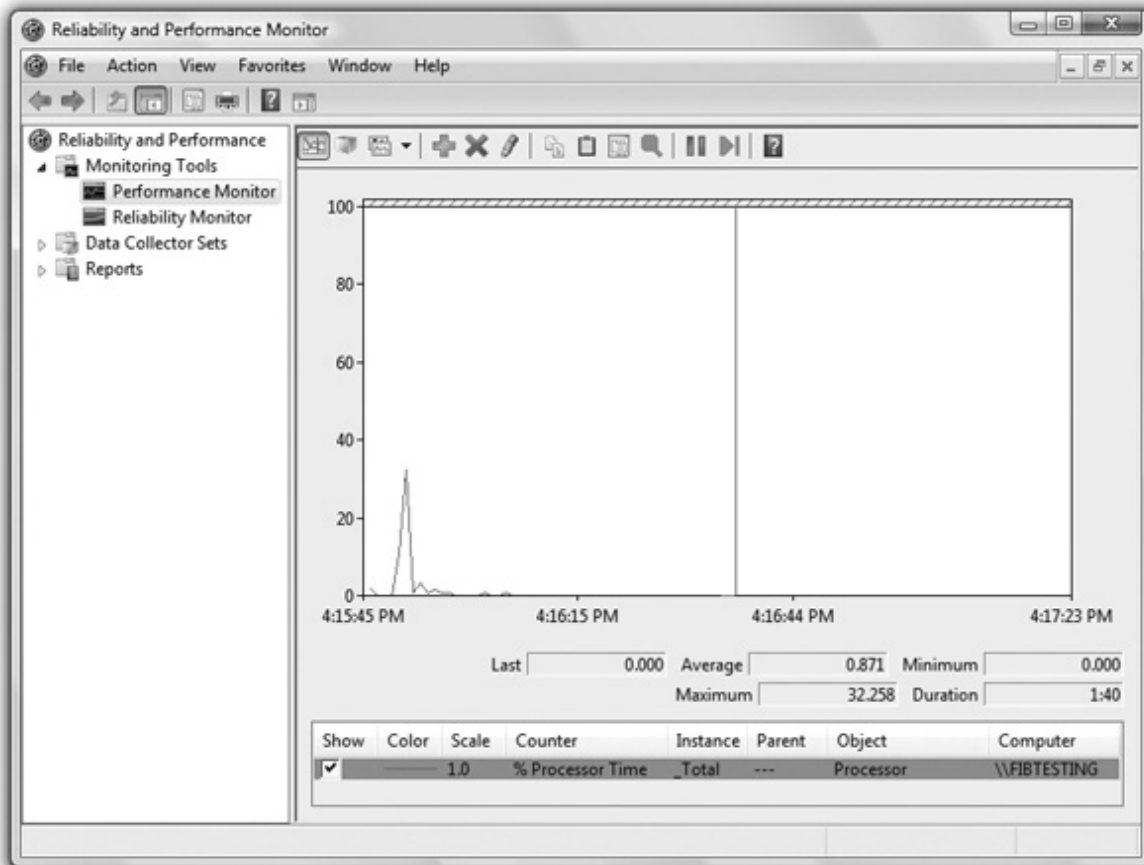 Reliability and Performance Monitor
File Action View Favorites Window Help
Reliability and Performance
Monitoring Tools
Performance Monitor
Reliability Monitor
Data Collector Sets
Reports
100
80
60
40
20
0
4:15:45 PM 4:16:15 PM 4:16:44 PM 4:17:23 PM
Last 0.000 Average 0.871 Minimum 0.000
Maximum 32.258 Duration 1:40
Show Color Scale Counter Instance Parent Object Computer
1.0 % Processor Time _Total --- Processor \\FIBTESTING